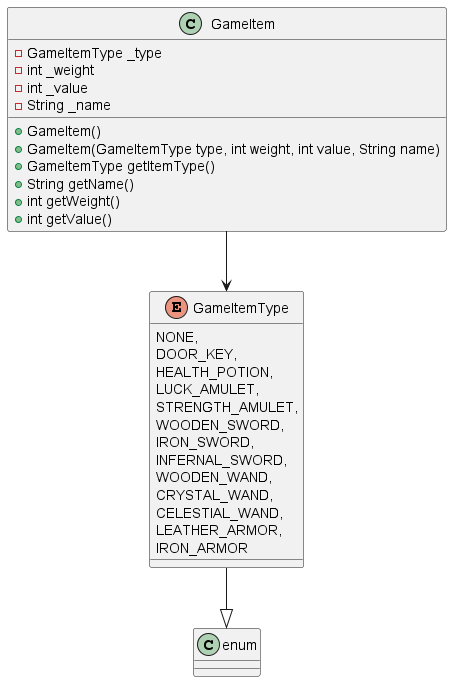 C GameItem
GameItemType _type
int _weight
int _value
String _name
GameItem()
GameItem(GameItemType type, int weight, int value, String name)
GameItemType getItemType()
String getName()
int getWeight()
int getValue()
E GameItemType
NONE,
DOOR_KEY,
HEALTH_POTION,
LUCK_AMULET,
STRENGTH_AMULET,
WOODEN_SWORD,
IRON_SWORD,
INFERNAL_SWORD,
WOODEN_WAND,
CRYSTAL_WAND,
CELESTIAL_WAND,
LEATHER_ARMOR,
IRON_ARMOR
C enum